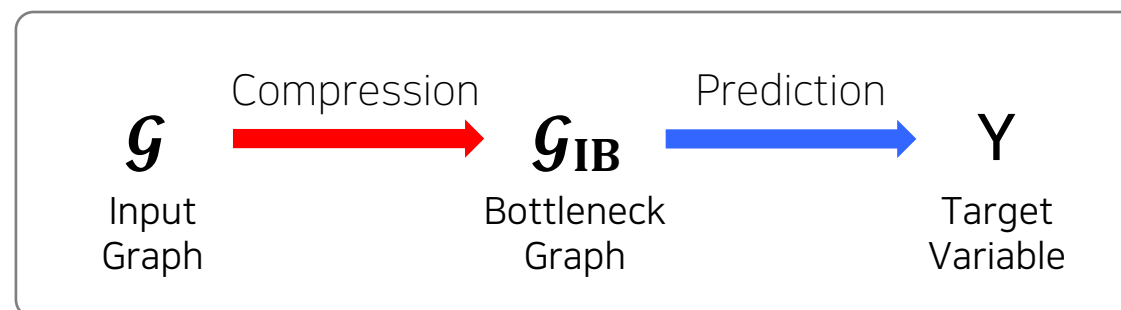 Compression Prediction
𝓖 𝓖IB Y
Input Bottleneck Target
Graph Graph Variable